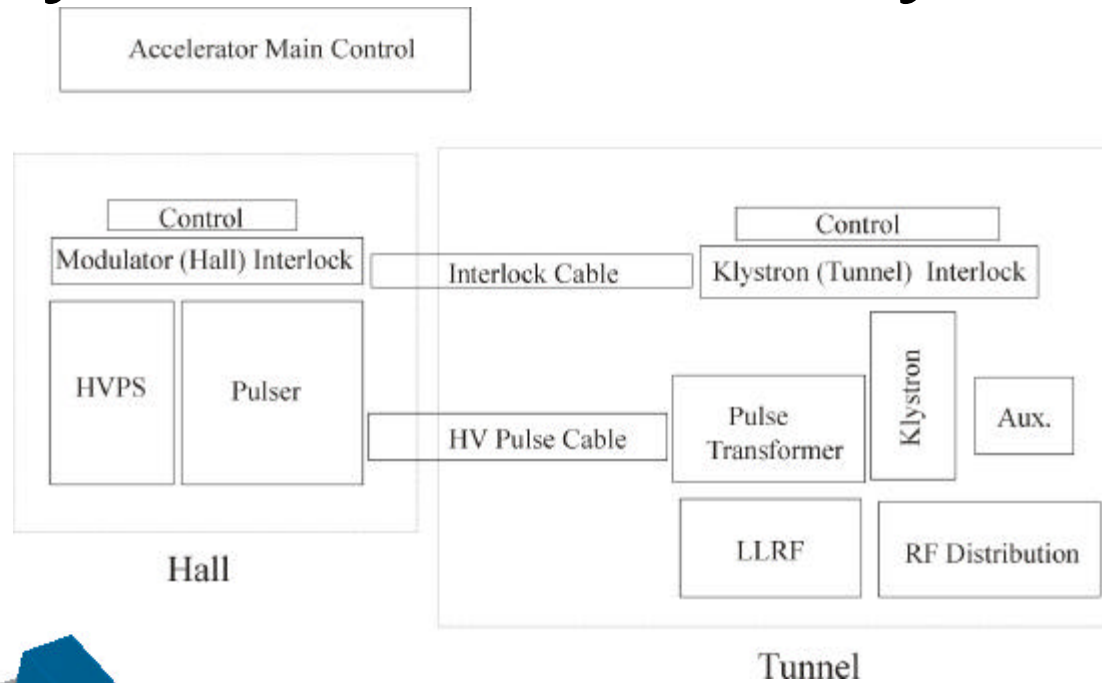 Accelerator Main Control
Control
Modulator (Hall) Interlock
HVPS
Pulser
Interlock Cable
HV Pulse Cable
Control
Klystron (Tunnel) Interlock
Klystron
Pulse
Transformer
Aux.
LLRF
RF Distribution
Hall
Tunnel